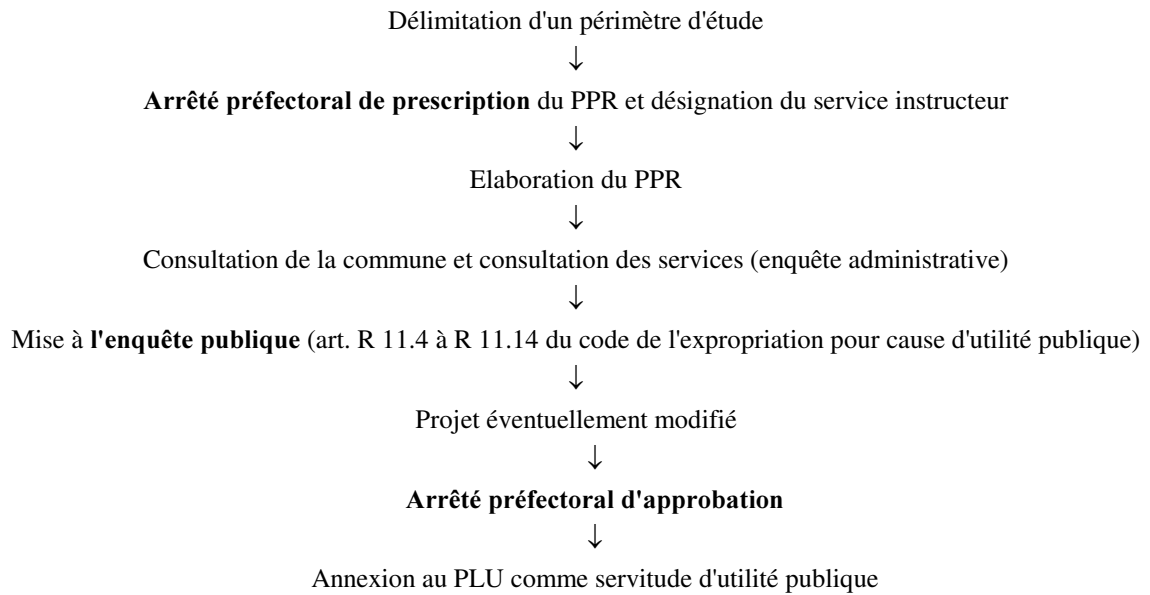 Délimitation d'un périmètre d'étude
↓
Arrêté préfectoral de prescription du PPR et désignation du service instructeur
↓
Elaboration du PPR
↓
Consultation de la commune et consultation des services (enquête administrative)
↓
Mise à l'enquête publique (art. R 11.4 à R 11.14 du code de l'expropriation pour cause d'utilité publique)
↓
Projet éventuellement modifié
↓
Arrêté préfectoral d'approbation
↓
Annexion au PLU comme servitude d'utilité publique